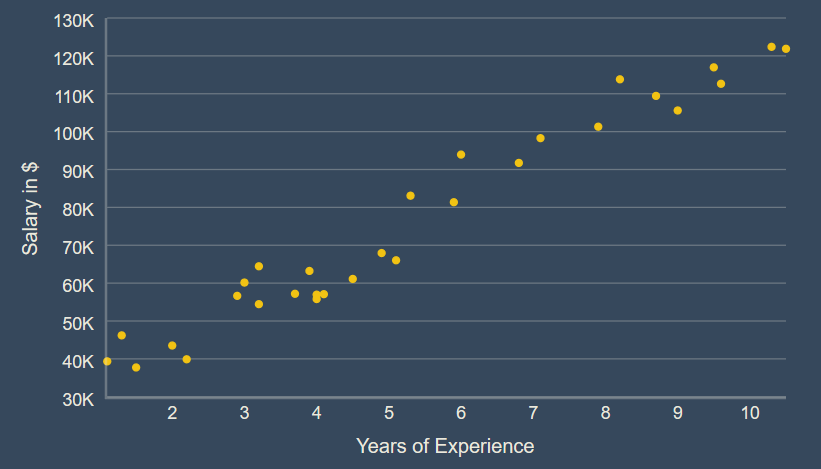 130K
120K
110K
100K
90K
80K
70K
60K
50K
40K
30K
Salary in $
2 3 4 5 6 7 8 9 10
Years of Experience